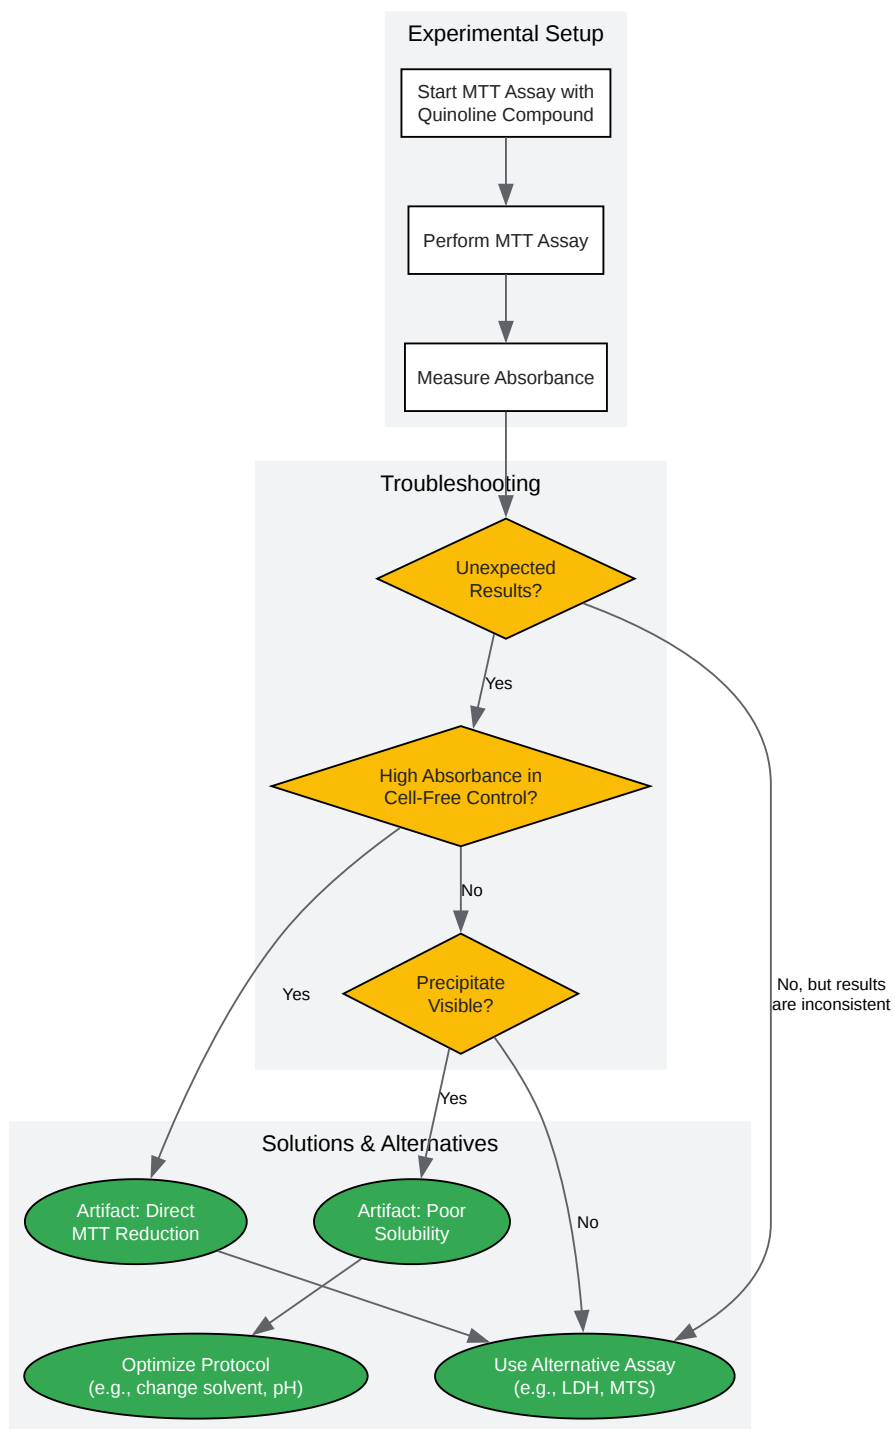 Experimental Setup
Start MTT Assay with
Quinoline Compound
Perform MTT Assay
Measure Absorbance
Troubleshooting
Unexpected
Results?
Yes
High Absorbance in
Cell-Free Control?
No
Precipitate
Visible?
Yes
No, but results
are inconsistent
Yes
Solutions & Alternatives
Artifact: Direct
MTT Reduction
Artifact: Poor
Solubility
No
Optimize Protocol
(e.g., change solvent, pH)
Use Alternative Assay
(e.g., LDH, MTS)